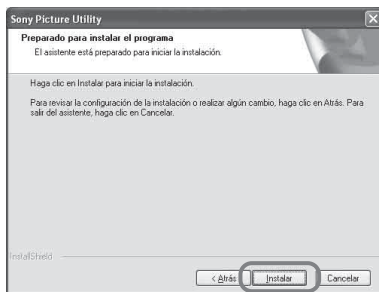 Sony Picture Utility
Preparado para instalar el programa
El asistente está preparado para iniciar la instalación.
Haga clic en Instalar para iniciar la instalación.
Para revisar la configuración de la instalación o realizar algún cambio, haga clic en Atrás. Para
salir del asistente, haga clic en Cancelar.
InstallShield
< Atrás Instalar Cancelar